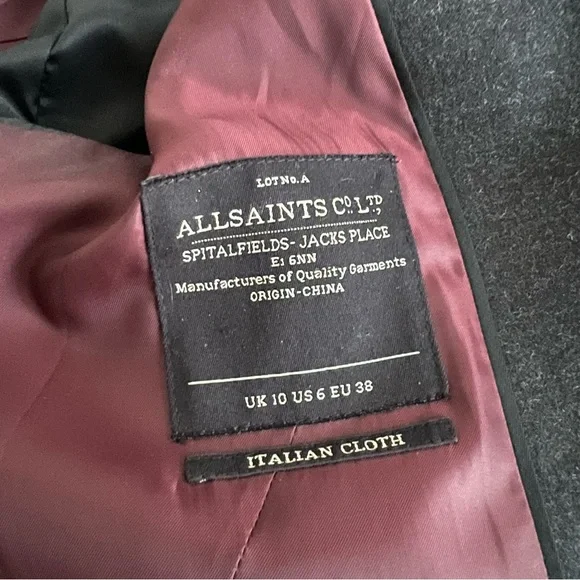 LOT No. A
ALLSAINTS Co. LTD,
SPITALFIELDS - JACKS PLACE
E1 6NN
Manufacturers of Quality Garments
ORIGIN-CHINA
UK 10 US 6 EU 38
ITALIAN CLOTH